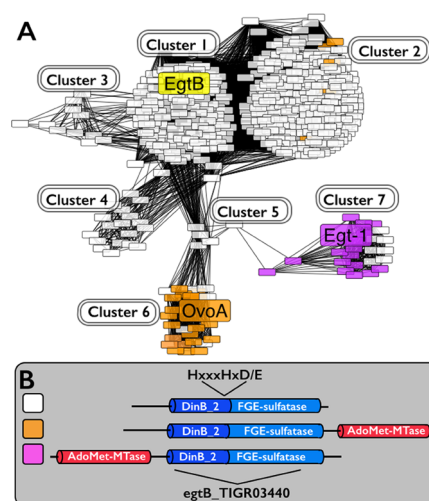 A
Cluster 1
Cluster 2
Cluster 3
EgtB
Cluster 4
Cluster 5
Cluster 7
Egt-1
Cluster 6
OvoA
B
HxxxHxD/E
DinB_2 FGE-sulfatase
DinB_2 FGE-sulfatase AdoMet-MTase
AdoMet-MTase DinB_2 FGE-sulfatase
egtB_TIGR03440